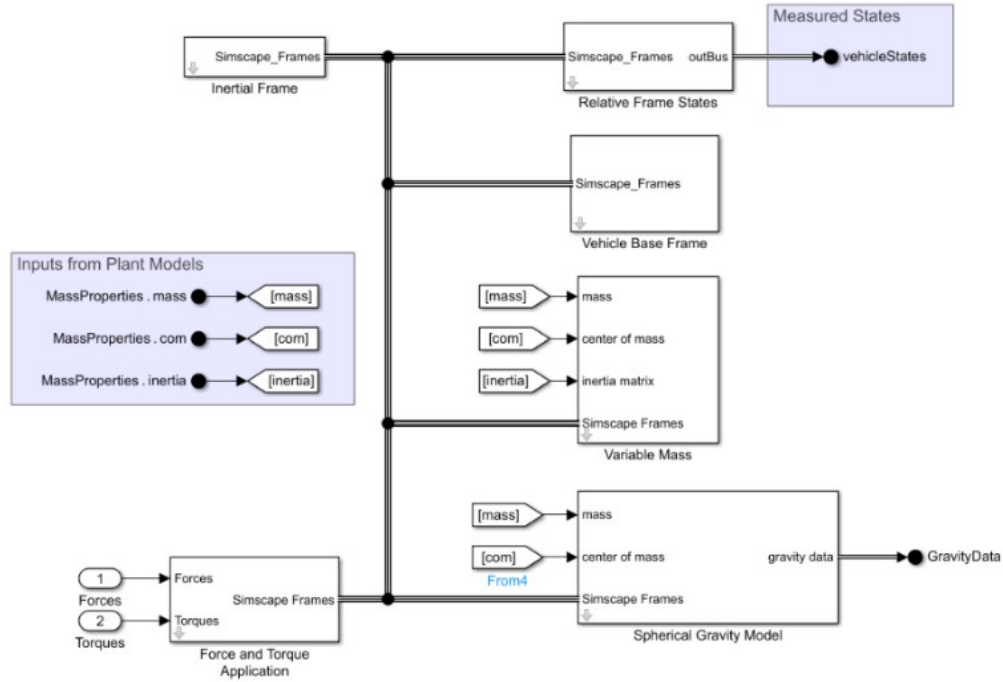 Measured States
Simscape_Frames
Inertial Frame
Simscape_Frames
outBus
vehicleStates
Relative Frame States
Simscape_Frames
Vehicle Base Frame
Inputs from Plant Models
MassProperties . mass
[mass]
MassProperties . com
[com]
MassProperties . inertia
[inertia]
[mass]
mass
[com]
center of mass
[inertia]
inertia matrix
Simscape Frames
Variable Mass
[mass]
mass
[com]
center of mass
From4
gravity data
GravityData
Simscape Frames
Spherical Gravity Model
1
Forces
Forces
2
Torques
Torques
Simscape Frames
Force and Torque
Application